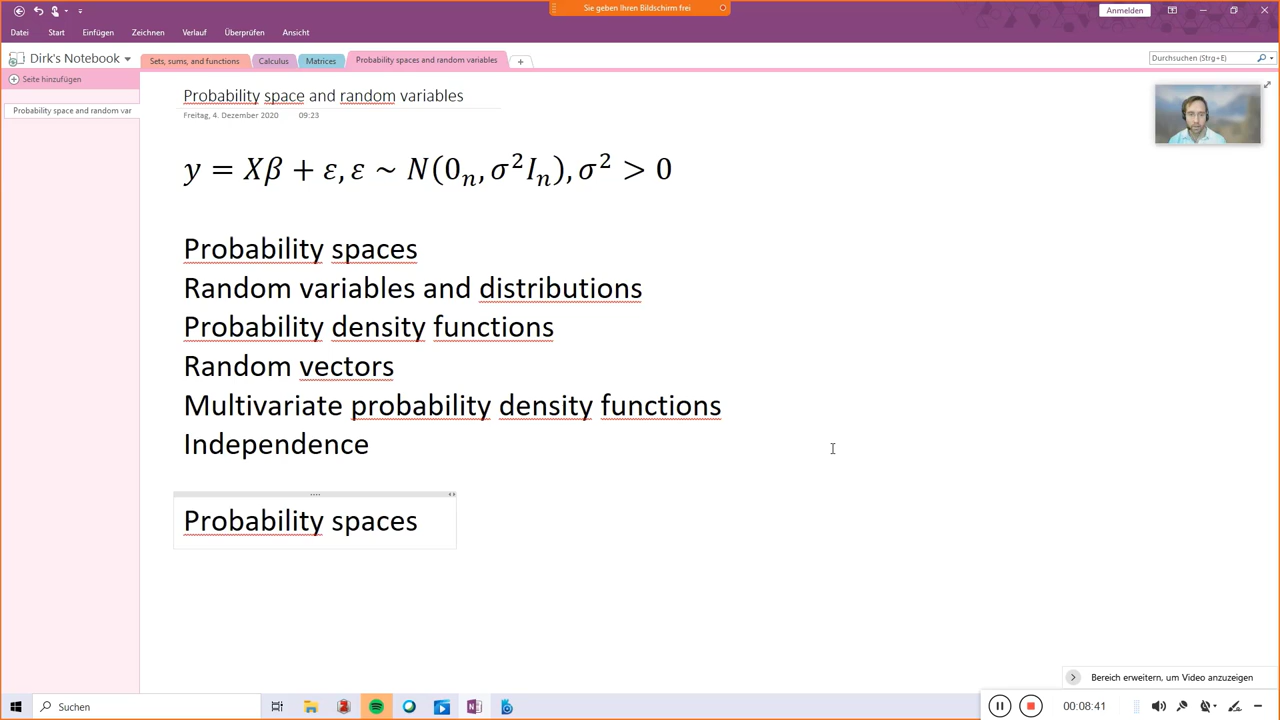 Sie geben Ihren Bildschirm frei
Anmelden
Datei Start Einfügen Zeichnen Verlauf Überprüfen Ansicht
Dirk's Notebook Sets, sums, and functions Calculus Matrices Probability spaces and random variables
Durchsuchen (Strg+E)
Seite hinzufügen
Probability space and random var
Probability space and random variables
Freitag, 4. Dezember 2020 09:23
y = Xβ + ε, ε ~ N(0ₙ, σ²Iₙ), σ² > 0
Probability spaces
Random variables and distributions
Probability density functions
Random vectors
Multivariate probability density functions
Independence
Probability spaces
Bereich erweitern, um Video anzuzeigen
Suchen
00:08:41